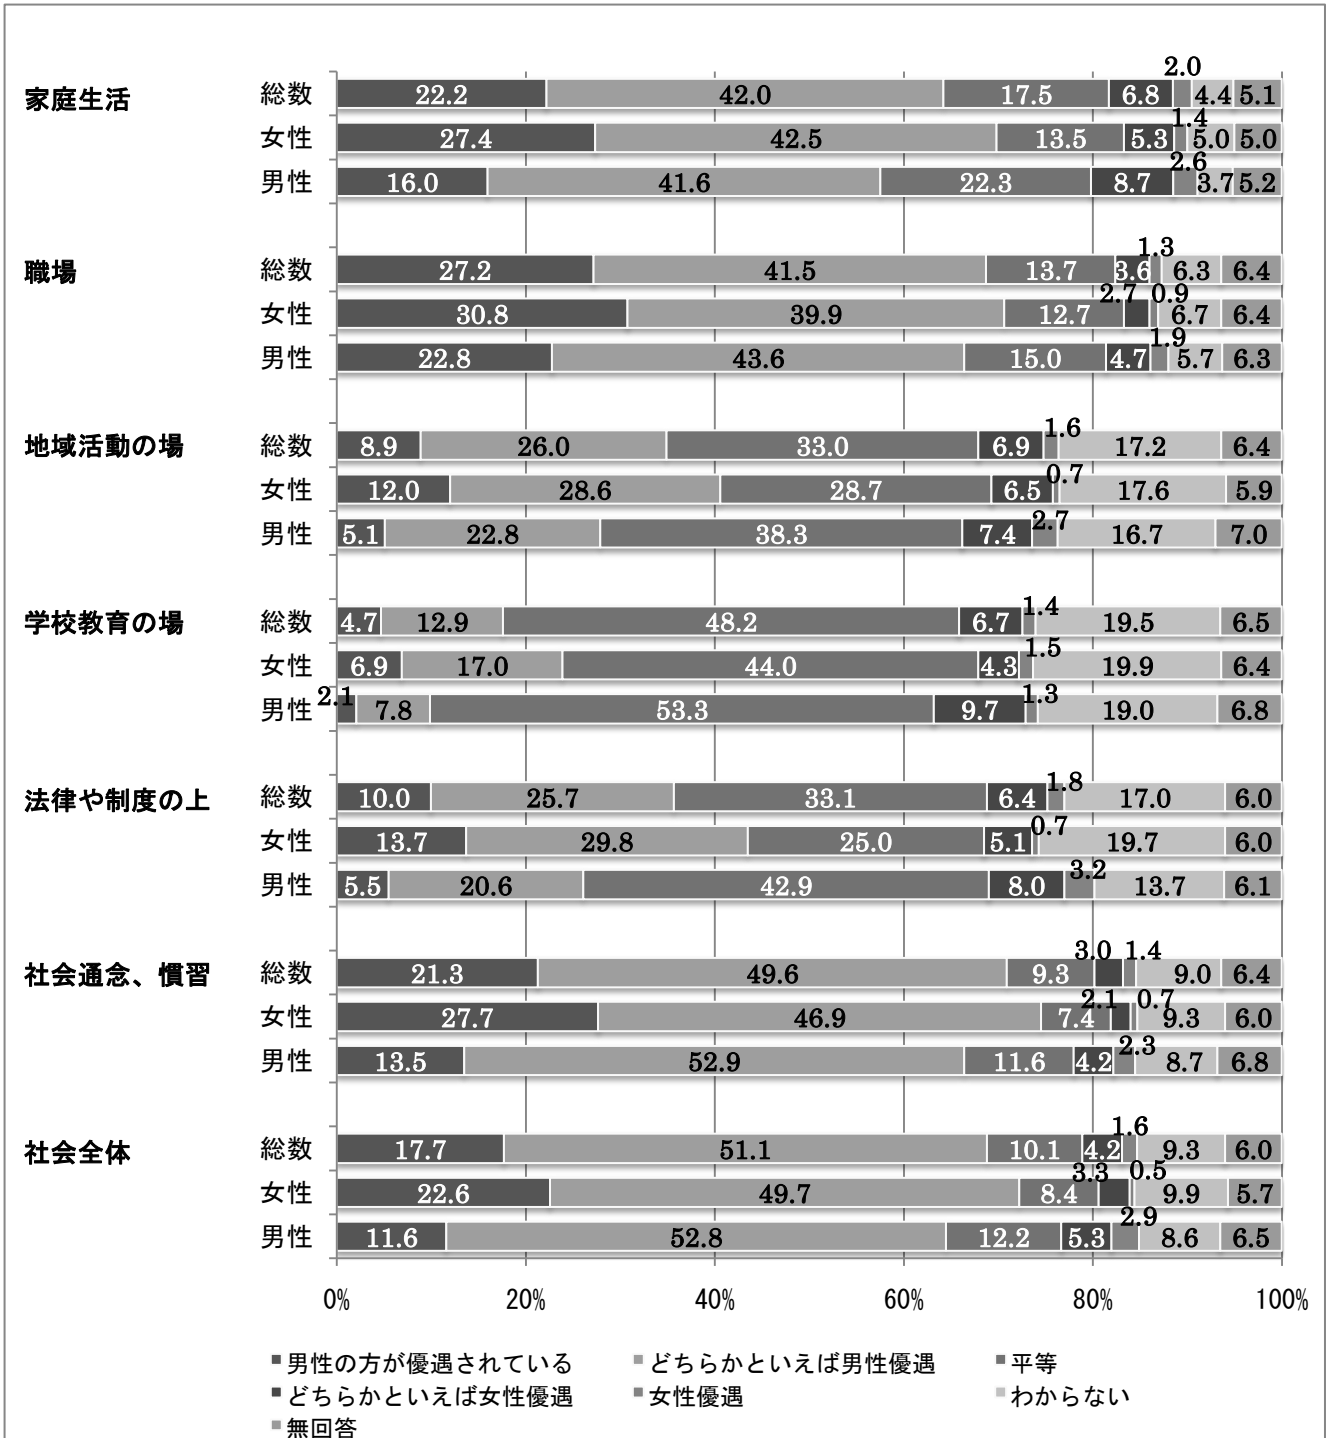 家庭生活 総数 22.2 42.0 17.5 6.8 2.0 4.4 5.1
女性 27.4 42.5 13.5 5.3 1.4 5.0 5.0
男性 16.0 41.6 22.3 8.7 2.6 3.7 5.2
職場 総数 27.2 41.5 13.7 3.6 1.3 6.3 6.4
女性 30.8 39.9 12.7 2.7 0.9 6.7 6.4
男性 22.8 43.6 15.0 4.7 1.9 5.7 6.3
地域活動の場 総数 8.9 26.0 33.0 6.9 1.6 17.2 6.4
女性 12.0 28.6 28.7 6.5 0.7 17.6 5.9
男性 5.1 22.8 38.3 7.4 2.7 16.7 7.0
学校教育の場 総数 4.7 12.9 48.2 6.7 1.4 19.5 6.5
女性 6.9 17.0 44.0 4.3 1.5 19.9 6.4
男性 2.1 7.8 53.3 9.7 1.3 19.0 6.8
法律や制度の上 総数 10.0 25.7 33.1 6.4 1.8 17.0 6.0
女性 13.7 29.8 25.0 5.1 0.7 19.7 6.0
男性 5.5 20.6 42.9 8.0 3.2 13.7 6.1
社会通念、慣習 総数 21.3 49.6 9.3 3.0 1.4 9.0 6.4
女性 27.7 46.9 7.4 2.1 0.7 9.3 6.0
男性 13.5 52.9 11.6 4.2 2.3 8.7 6.8
社会全体 総数 17.7 51.1 10.1 4.2 1.6 9.3 6.0
女性 22.6 49.7 8.4 3.3 0.5 9.9 5.7
男性 11.6 52.8 12.2 5.3 2.9 8.6 6.5
0% 20% 40% 60% 80% 100%
男性の方が優遇されている どちらかといえば男性優遇 平等
どちらかといえば女性優遇 女性優遇 わからない
無回答